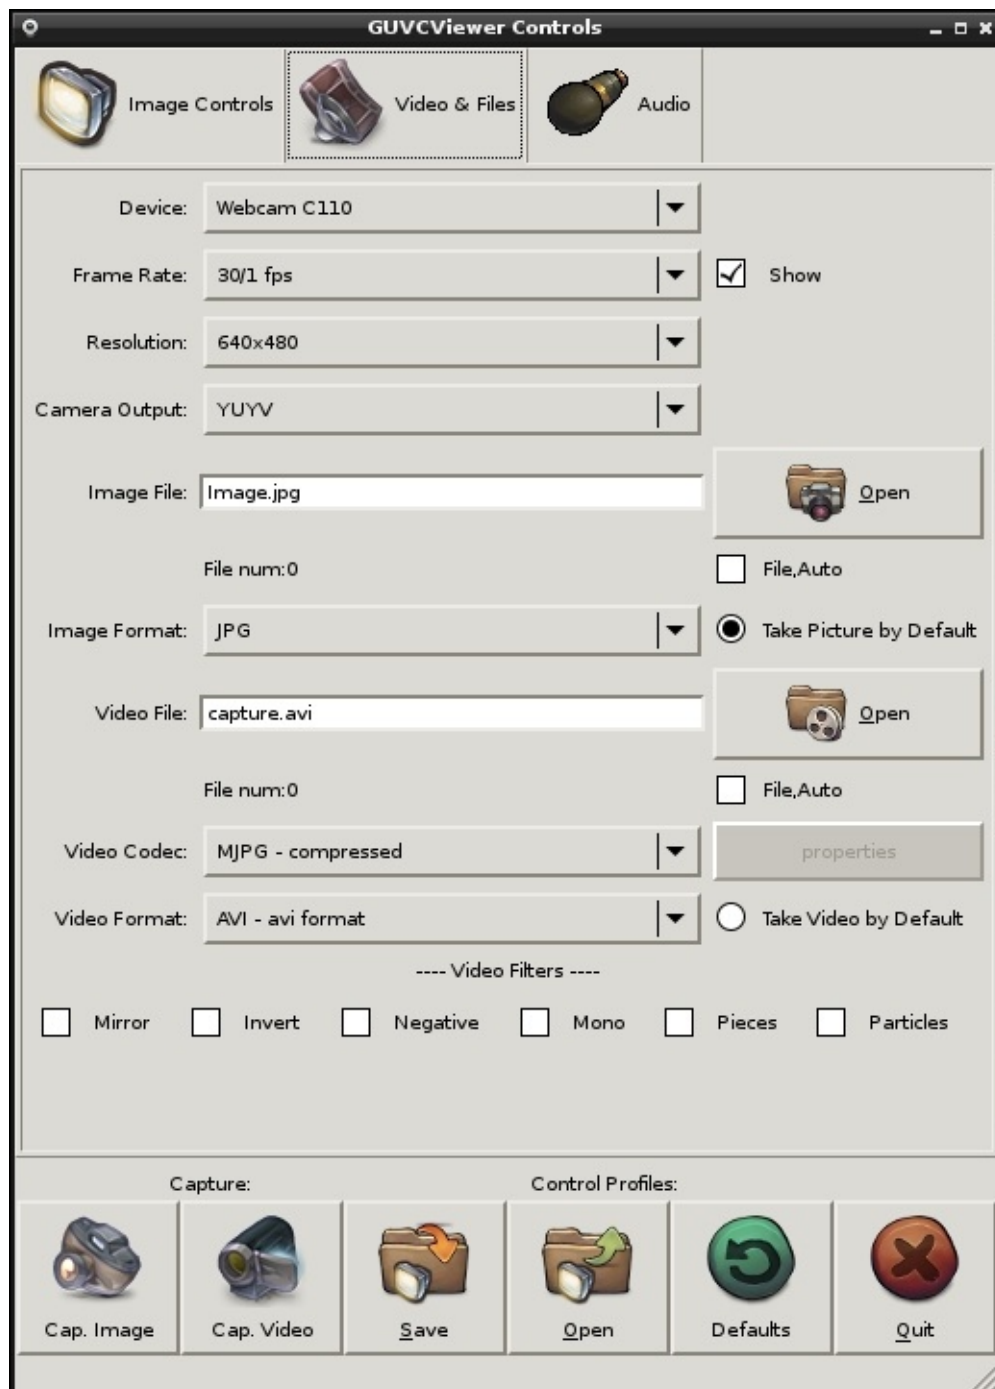 GUVCViewer Controls
Image Controls
Video & Files
Audio
Device: Webcam C110
Frame Rate: 30/1 fps Show
Resolution: 640x480
Camera Output: YUYV
Image File: Image.jpg Open
File num:0 File,Auto
Image Format: JPG Take Picture by Default
Video File: capture.avi Open
File num:0 File,Auto
Video Codec: MJPG - compressed properties
Video Format: AVI - avi format Take Video by Default
---- Video Filters ----
Mirror Invert Negative Mono Pieces Particles
Capture: Control Profiles:
Cap. Image Cap. Video Save Open Defaults Quit